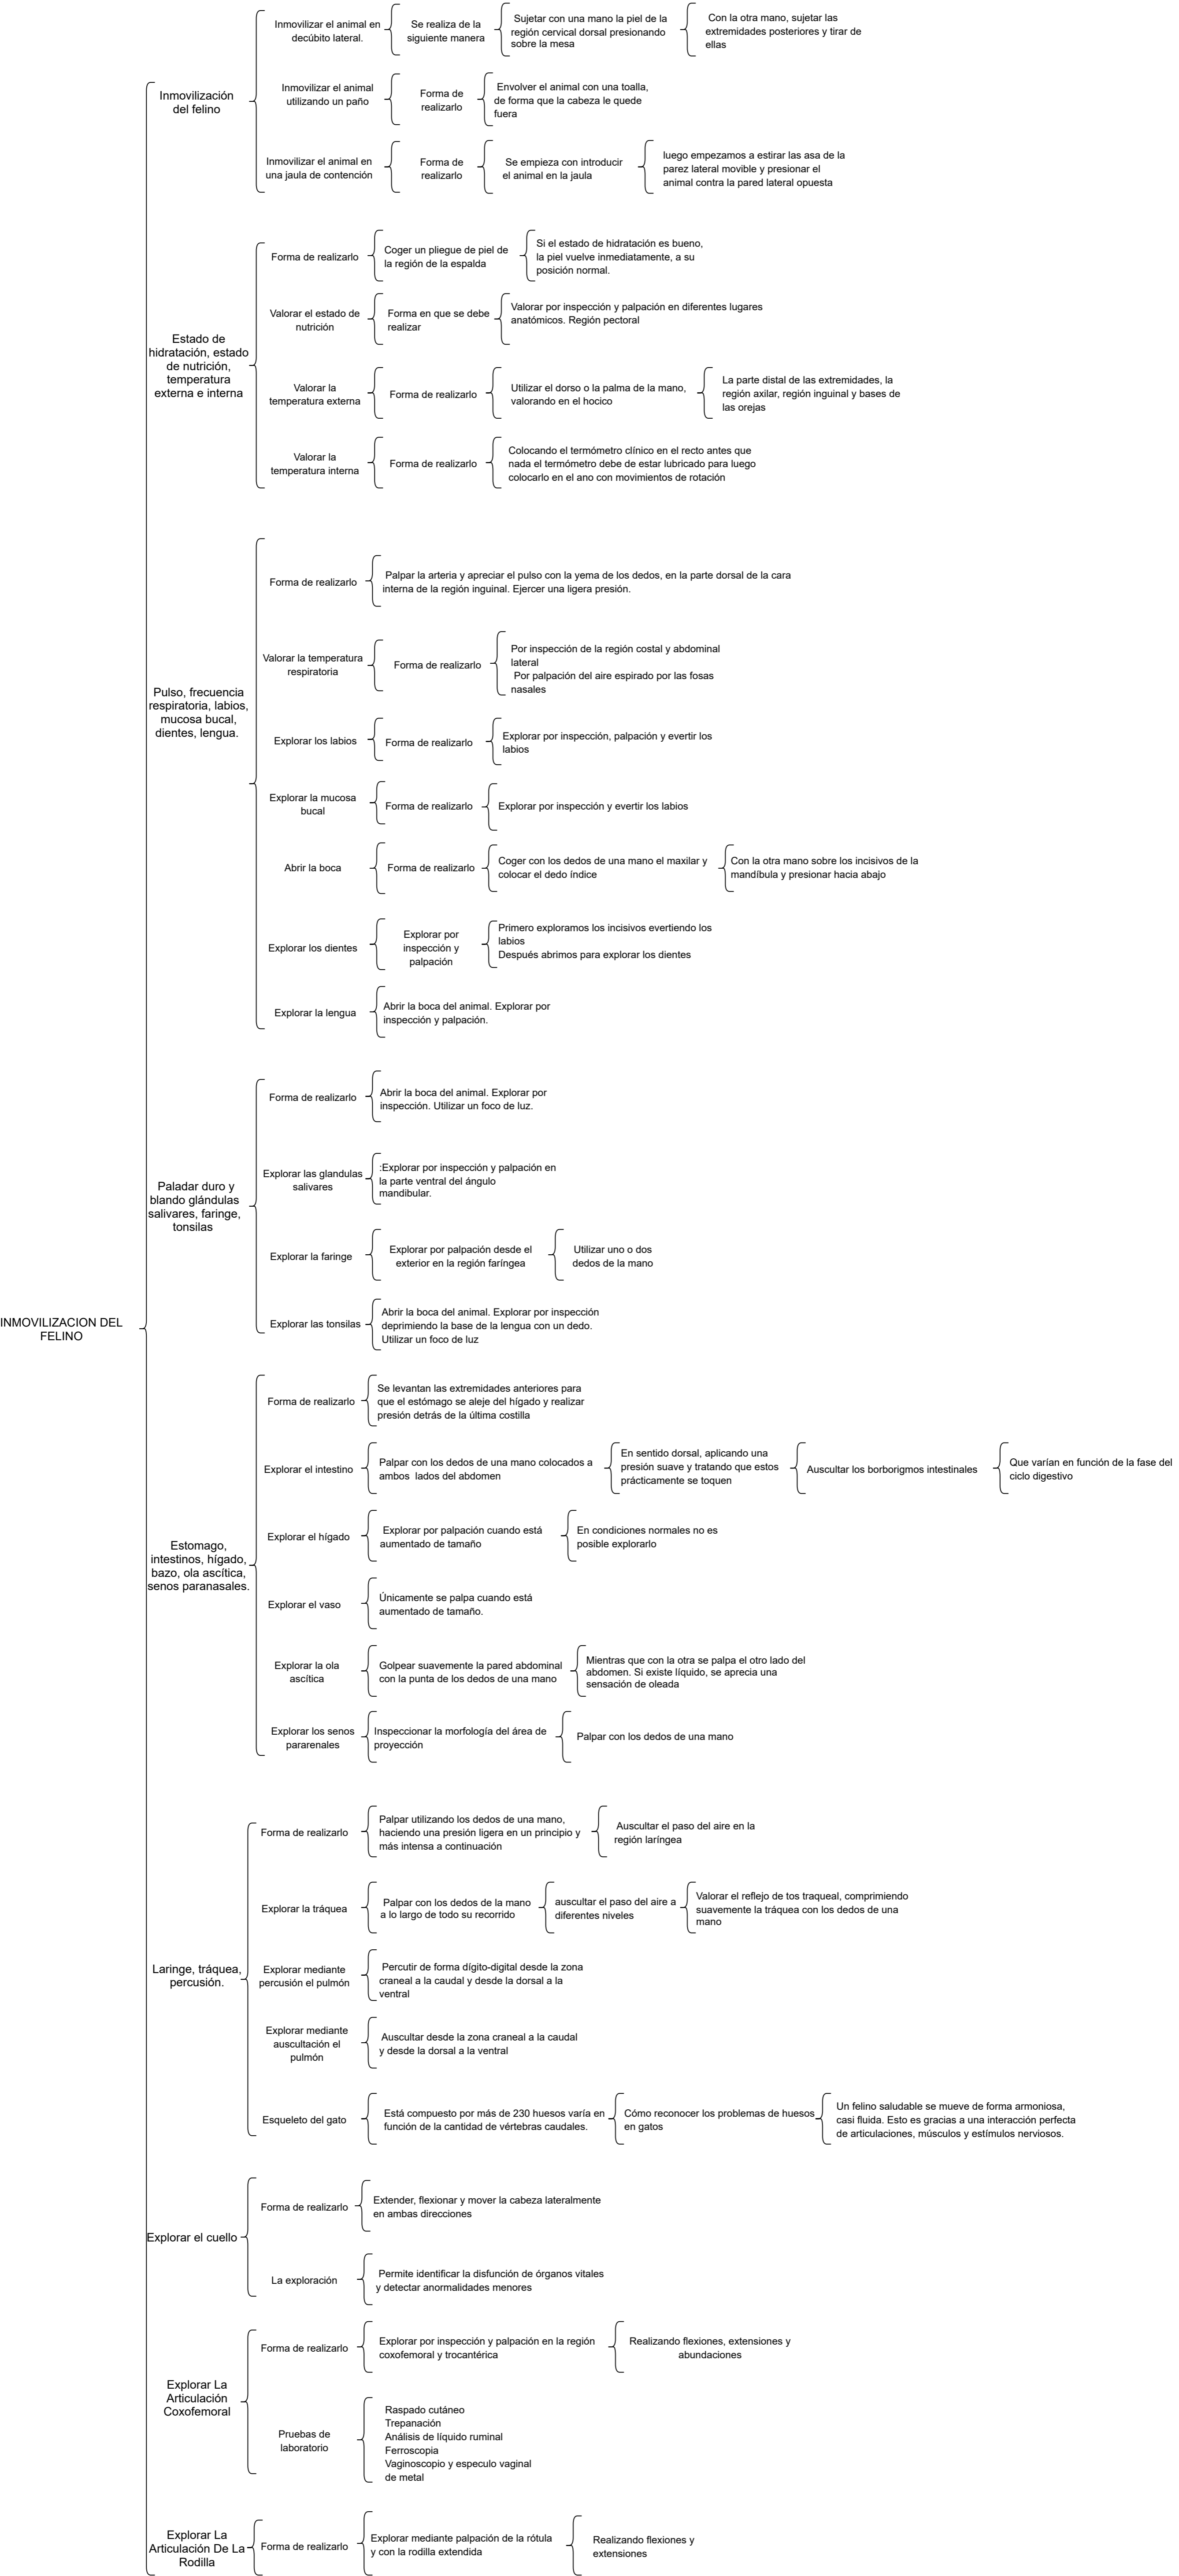 INMOVILIZACION DEL
FELINO
Inmovilización
del felino
Inmovilizar el animal en
decúbito lateral.
Se realiza de la
siguiente manera
Sujetar con una mano la piel de la
región cervical dorsal presionando
sobre la mesa
Con la otra mano, sujetar las
extremidades posteriores y tirar de
ellas
Inmovilizar el animal
utilizando un paño
Forma de
realizarlo
Envolver el animal con una toalla,
de forma que la cabeza le quede
fuera
Inmovilizar el animal en
una jaula de contención
Forma de
realizarlo
Se empieza con introducir
el animal en la jaula
luego empezamos a estirar las asa de la
parez lateral movible y presionar el
animal contra la pared lateral opuesta
Estado de
hidratación, estado
de nutrición,
temperatura
externa e interna
Forma de realizarlo
Coger un pliegue de piel de
la región de la espalda
Si el estado de hidratación es bueno,
la piel vuelve inmediatamente, a su
posición normal.
Valorar el estado de
nutrición
Forma en que se debe
realizar
Valorar por inspección y palpación en diferentes lugares
anatómicos. Región pectoral
Valorar la
temperatura externa
Forma de realizarlo
Utilizar el dorso o la palma de la mano,
valorando en el hocico
La parte distal de las extremidades, la
región axilar, región inguinal y bases de
las orejas
Valorar la
temperatura interna
Forma de realizarlo
Colocando el termómetro clínico en el recto antes que
nada el termómetro debe de estar lubricado para luego
colocarlo en el ano con movimientos de rotación
Pulso, frecuencia
respiratoria, labios,
mucosa bucal,
dientes, lengua.
Forma de realizarlo
Palpar la arteria y apreciar el pulso con la yema de los dedos, en la parte dorsal de la cara
interna de la región inguinal. Ejercer una ligera presión.
Valorar la temperatura
respiratoria
Forma de realizarlo
Por inspección de la región costal y abdominal
lateral
Por palpación del aire espirado por las fosas
nasales
Explorar los labios
Forma de realizarlo
Explorar por inspección, palpación y evertir los
labios
Explorar la mucosa
bucal
Forma de realizarlo
Explorar por inspección y evertir los labios
Abrir la boca
Forma de realizarlo
Coger con los dedos de una mano el maxilar y
colocar el dedo índice
Con la otra mano sobre los incisivos de la
mandíbula y presionar hacia abajo
Explorar los dientes
Explorar por
inspección y
palpación
Primero exploramos los incisivos evertiendo los
labios
Después abrimos para explorar los dientes
Explorar la lengua
Abrir la boca del animal. Explorar por
inspección y palpación.
Paladar duro y
blando glándulas
salivares, faringe,
tonsilas
Forma de realizarlo
Abrir la boca del animal. Explorar por
inspección. Utilizar un foco de luz.
Explorar las glandulas
salivares
:Explorar por inspección y palpación en
la parte ventral del ángulo
mandibular.
Explorar la faringe
Explorar por palpación desde el
exterior en la región faríngea
Utilizar uno o dos
dedos de la mano
Explorar las tonsilas
Abrir la boca del animal. Explorar por inspección
deprimiendo la base de la lengua con un dedo.
Utilizar un foco de luz
Estomago,
intestinos, hígado,
bazo, ola ascítica,
senos paranasales.
Forma de realizarlo
Se levantan las extremidades anteriores para
que el estómago se aleje del hígado y realizar
presión detrás de la última costilla
Explorar el intestino
Palpar con los dedos de una mano colocados a
ambos lados del abdomen
En sentido dorsal, aplicando una
presión suave y tratando que estos
prácticamente se toquen
Auscultar los borborigmos intestinales
Que varían en función de la fase del
ciclo digestivo
Explorar el hígado
Explorar por palpación cuando está
aumentado de tamaño
En condiciones normales no es
posible explorarlo
Explorar el vaso
Únicamente se palpa cuando está
aumentado de tamaño.
Explorar la ola
ascítica
Golpear suavemente la pared abdominal
con la punta de los dedos de una mano
Mientras que con la otra se palpa el otro lado del
abdomen. Si existe líquido, se aprecia una
sensación de oleada
Explorar los senos
pararenales
Inspeccionar la morfología del área de
proyección
Palpar con los dedos de una mano
Laringe, tráquea,
percusión.
Forma de realizarlo
Palpar utilizando los dedos de una mano,
haciendo una presión ligera en un principio y
más intensa a continuación
Auscultar el paso del aire en la
región laríngea
Explorar la tráquea
Palpar con los dedos de la mano
a lo largo de todo su recorrido
auscultar el paso del aire a
diferentes niveles
Valorar el reflejo de tos traqueal, comprimiendo
suavemente la tráquea con los dedos de una
mano
Explorar mediante
percusión el pulmón
Percutir de forma dígito-digital desde la zona
craneal a la caudal y desde la dorsal a la
ventral
Explorar mediante
auscultación el
pulmón
Auscultar desde la zona craneal a la caudal
y desde la dorsal a la ventral
Esqueleto del gato
Está compuesto por más de 230 huesos varía en
función de la cantidad de vértebras caudales.
Cómo reconocer los problemas de huesos
en gatos
Un felino saludable se mueve de forma armoniosa,
casi fluida. Esto es gracias a una interacción perfecta
de articulaciones, músculos y estímulos nerviosos.
Explorar el cuello
Forma de realizarlo
Extender, flexionar y mover la cabeza lateralmente
en ambas direcciones
La exploración
Permite identificar la disfunción de órganos vitales
y detectar anormalidades menores
Explorar La
Articulación
Coxofemoral
Forma de realizarlo
Explorar por inspección y palpación en la región
coxofemoral y trocantérica
Realizando flexiones, extensiones y
abundaciones
Pruebas de
laboratorio
Raspado cutáneo
Trepanación
Análisis de líquido ruminal
Ferroscopia
Vaginoscopio y especulo vaginal
de metal
Explorar La
Articulación De La
Rodilla
Forma de realizarlo
Explorar mediante palpación de la rótula
y con la rodilla extendida
Realizando flexiones y
extensiones